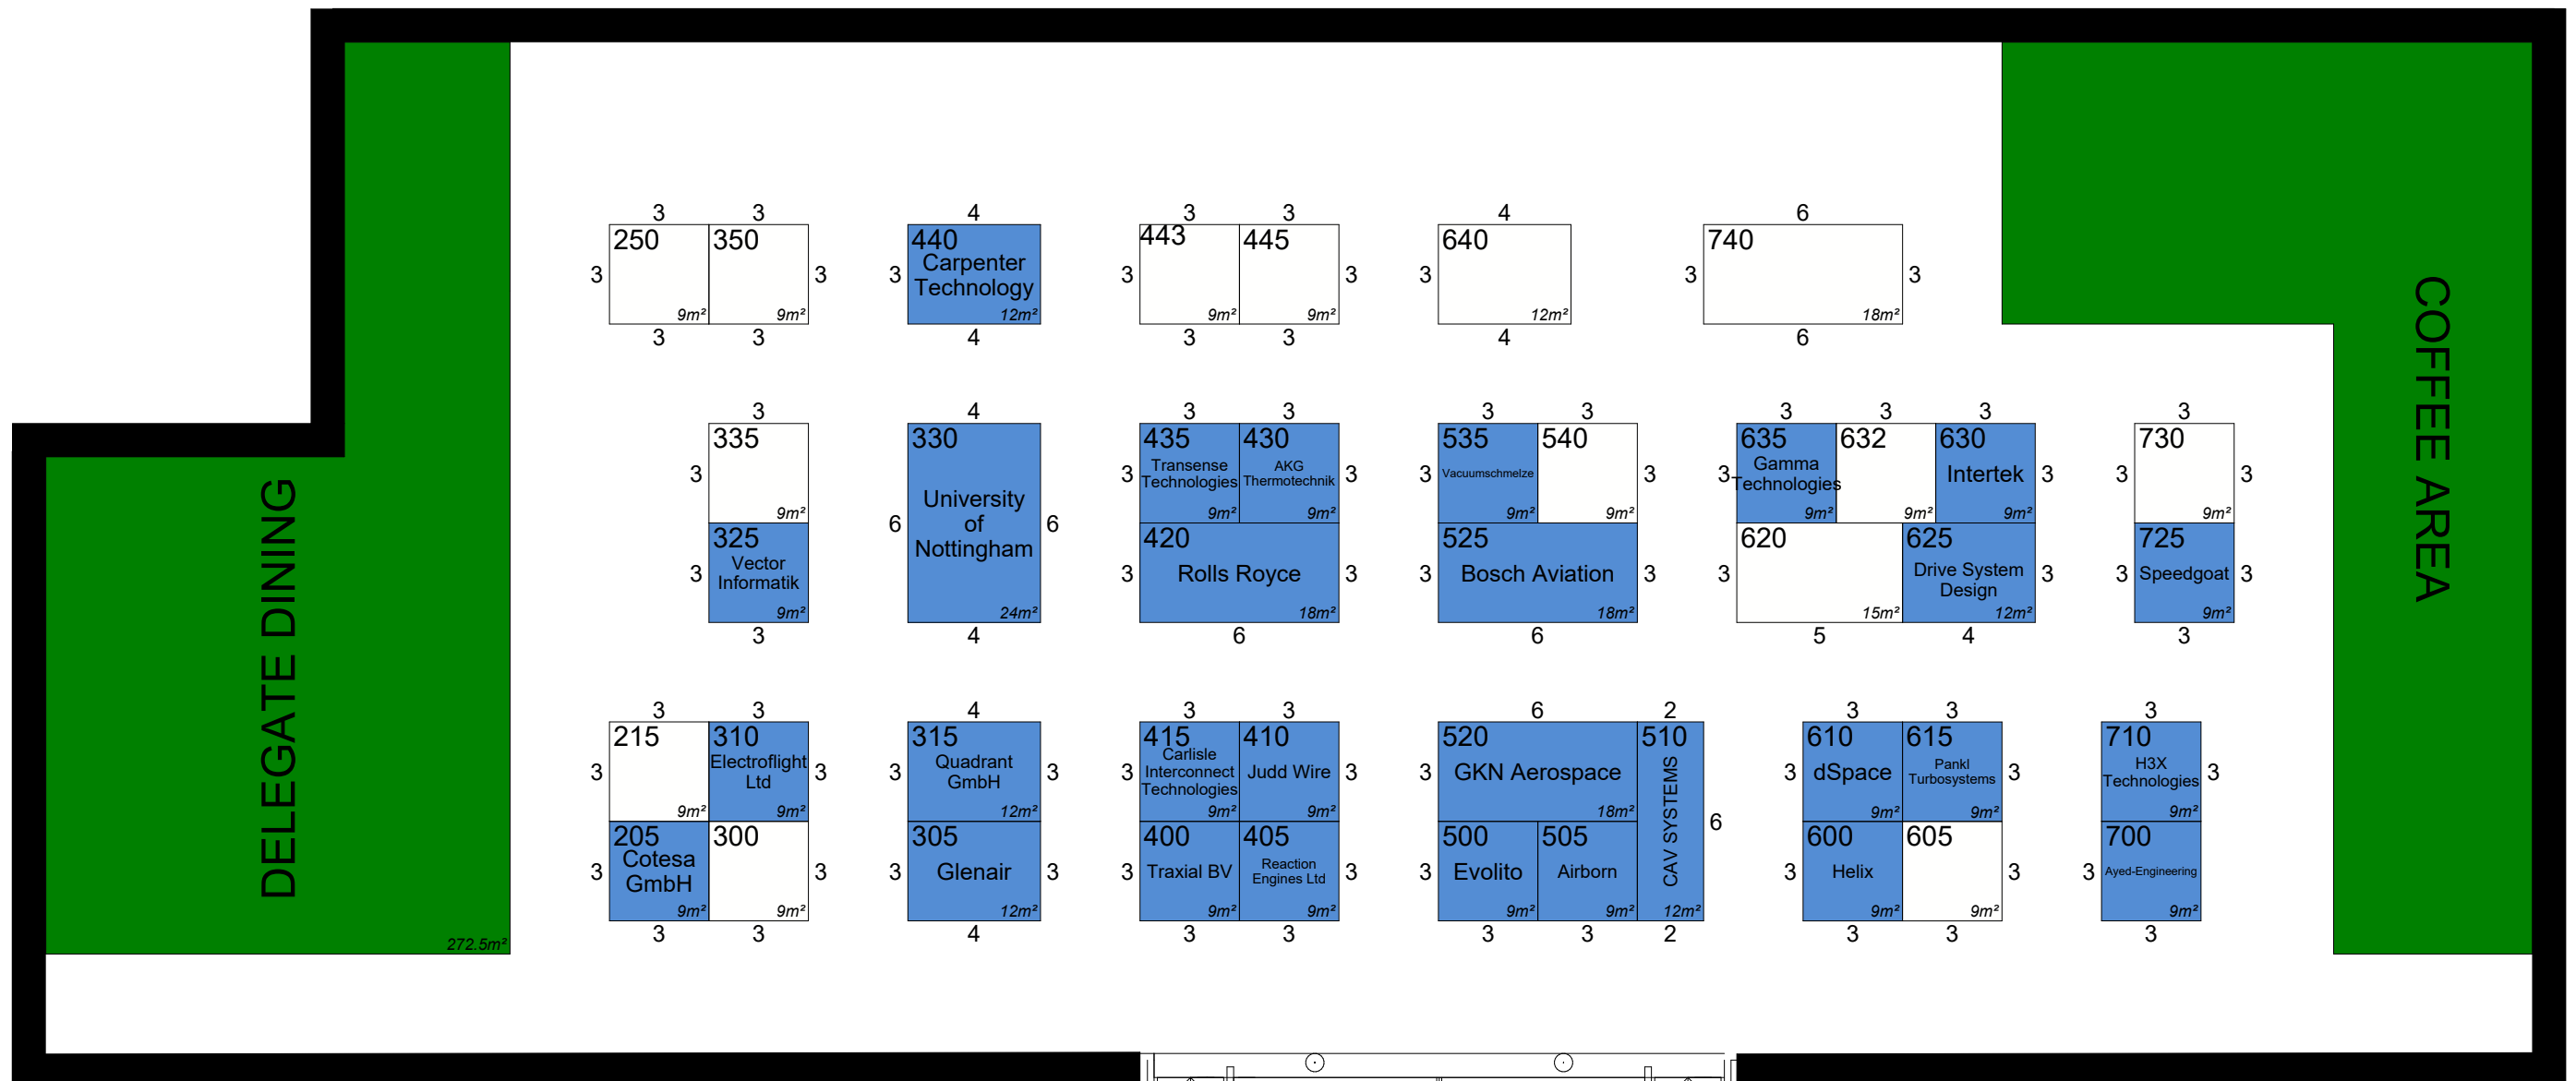 3 3 4 3 3 4 6
250 350 440 443 445 640 740
Carpenter
Technology
3 3 3 3 3 3 3 3
9m² 9m² 12m² 9m² 9m² 12m² 18m²
3 3 4 3 3 4 6
COFFEE AREA
3 4 3 3 3 3 3 3 3 3
335 330 435 430 535 540 635 632 630 730
Transense
Technologies
AKG
Thermotechnik
Vacuumschmelze
Gamma
Technologies
Intertek
3 3 3 3 3 3 3 3 3
9m² 9m² 9m² 9m² 9m² 9m² 9m² 9m² 9m²
University
of
Nottingham
6 6
325 420 525 620 625 725
Vector
Informatik
Rolls Royce
Bosch Aviation
Drive System
Design
Speedgoat
3 3 3 3 3 3 3 3 3
9m² 24m² 18m² 18m² 15m² 12m² 9m²
3 4 6 6 5 4 3
DELEGATE DINING
3 3 4 3 3 6 2 3 3 3
215 310 315 415 410 520 510 610 615 710
Electroflight
Ltd
Quadrant
GmbH
Carlisle
Interconnect
Technologies
Judd Wire
GKN Aerospace
CAV SYSTEMS
dSpace
Pankl
Turbosystems
H3X
Technologies
3 3 3 3 3 3 3 3 3 3
9m² 9m² 12m² 9m² 9m² 18m² 9m² 9m² 9m²
6
205 300 305 400 405 500 505 600 605 700
Cotesa
GmbH
Glenair
Traxial BV
Reaction
Engines Ltd
Evolito
Airborn
Helix
Ayed-Engineering
3 3 3 3 3 3 3 3 3
9m² 9m² 12m² 9m² 9m² 9m² 9m² 12m² 9m² 9m² 9m²
3 3 4 3 3 3 3 2 3 3 3
272.5m²